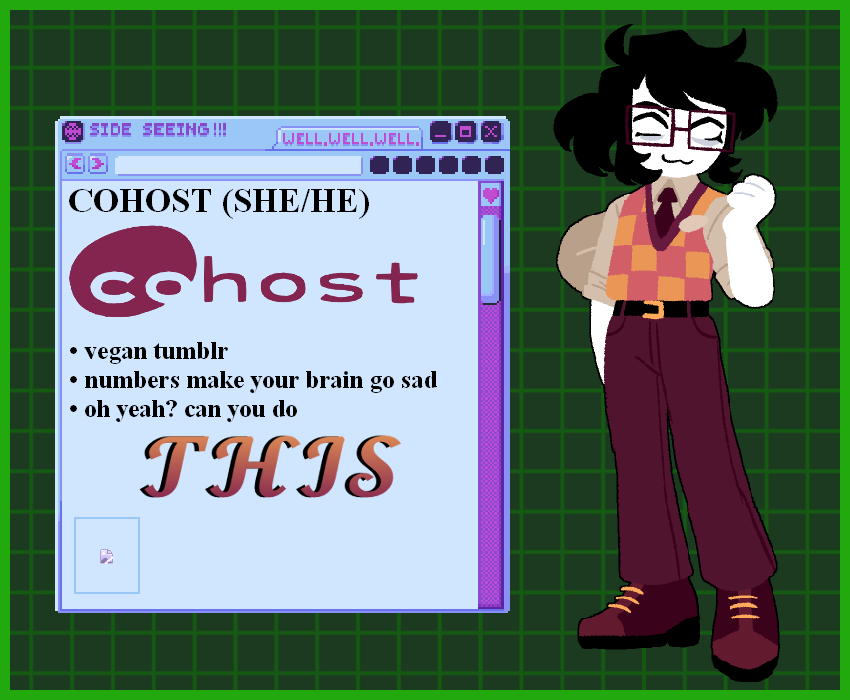 SIDE SEEING!!!
WELL.WELL.WELL.
COHOST (SHE/HE)
cohost
• vegan tumblr
• numbers make your brain go sad
• oh yeah? can you do
THIS